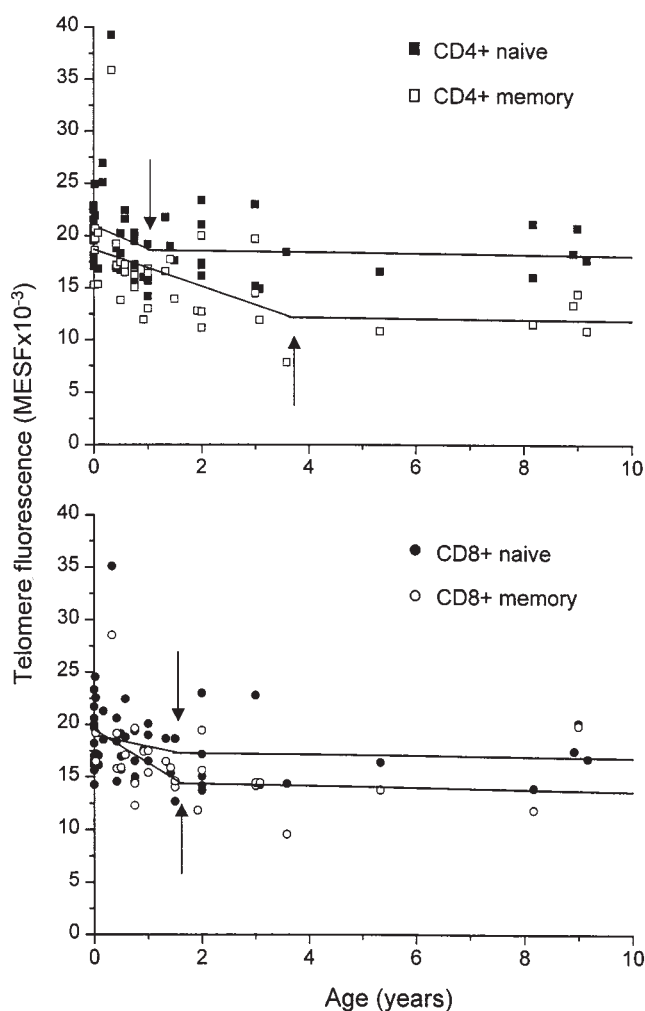 40
35
30
25
20
15
10
5
0
0 2 4 6 8 10
■ CD4+ naive
□ CD4+ memory
Telomere fluorescence (MESFx10⁻³)
40
35
30
25
20
15
10
5
0
0 2 4 6 8 10
● CD8+ naive
○ CD8+ memory
Age (years)